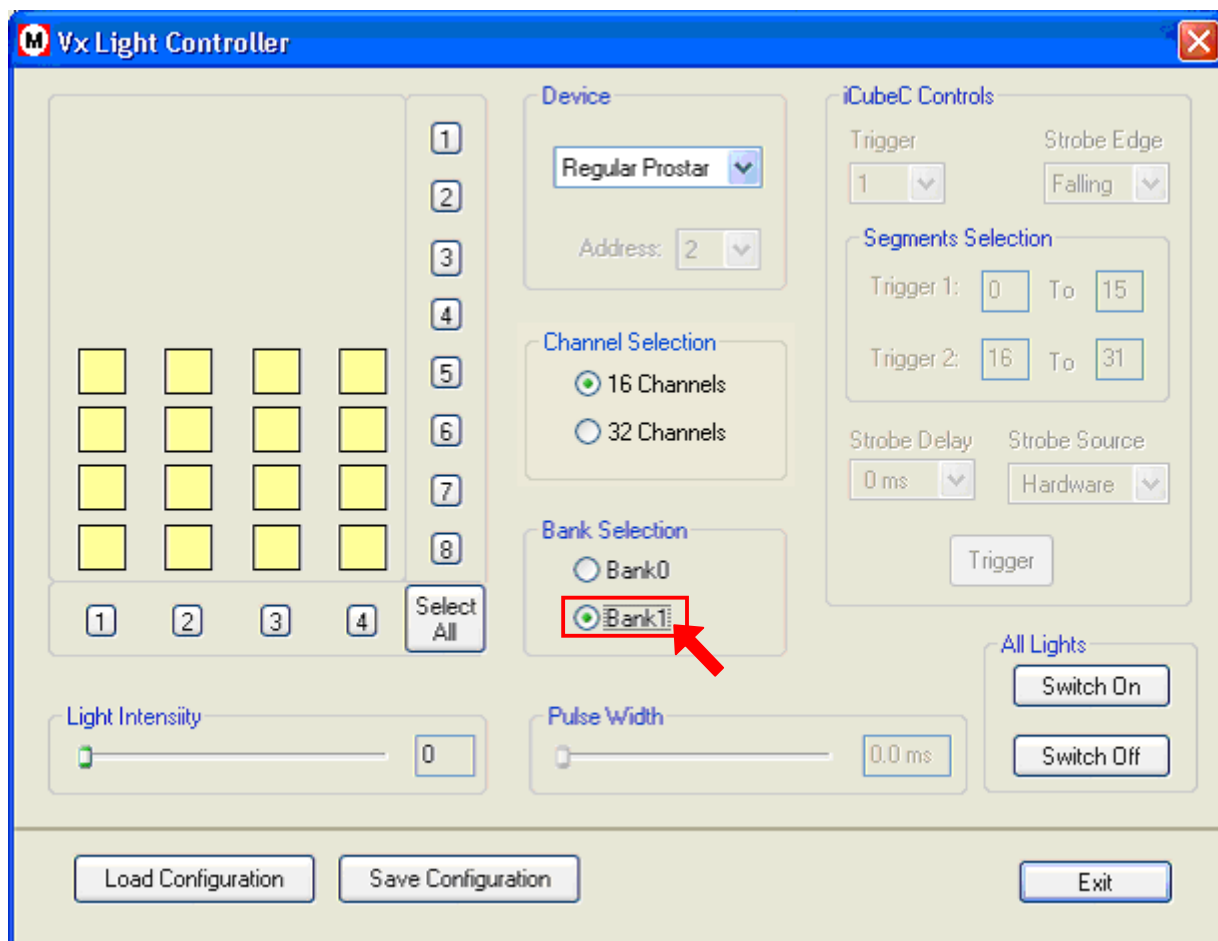 M Vx Light Controller
1
2
3
4
5
6
7
8
1 2 3 4 Select All
Device
Regular Prostar
Address: 2
Channel Selection
16 Channels
32 Channels
Bank Selection
Bank0
Bank1
iCubeC Controls
Trigger Strobe Edge
1 Falling
Segments Selection
Trigger 1: 0 To 15
Trigger 2: 16 To 31
Strobe Delay Strobe Source
0 ms Hardware
Trigger
Light Intensiity
0
Pulse Width
0.0 ms
All Lights
Switch On
Switch Off
Load Configuration Save Configuration Exit